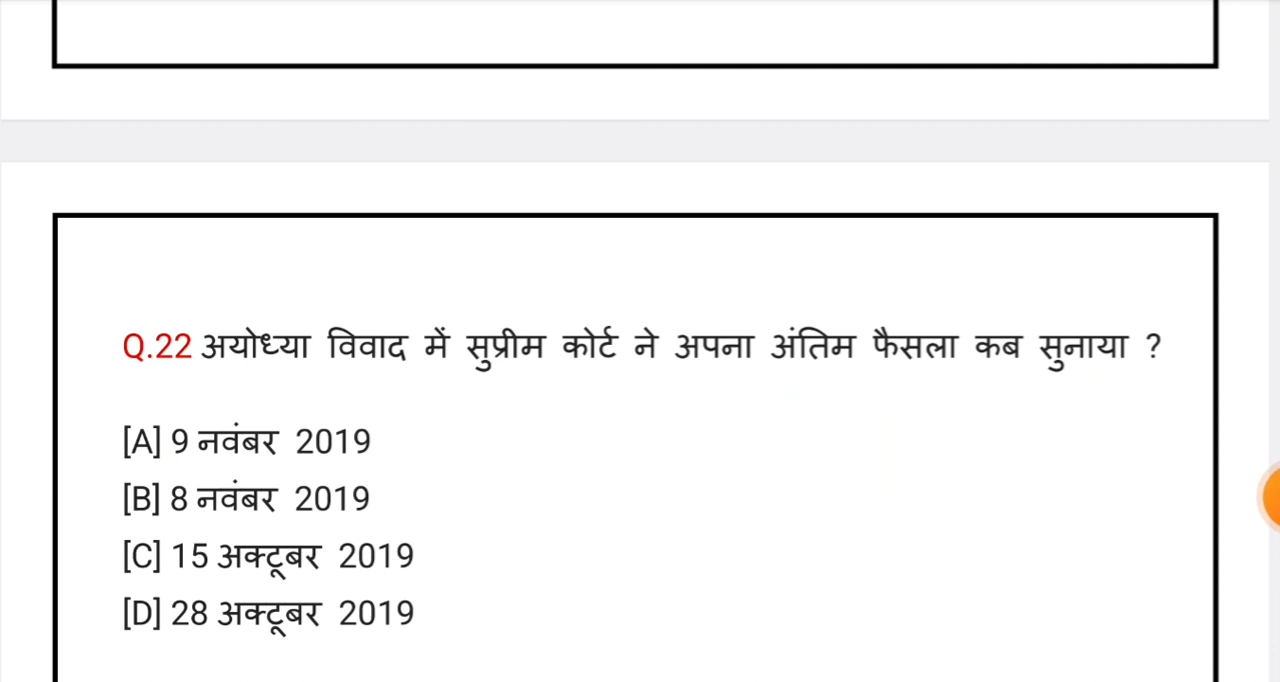 Q.22 अयोध्या विवाद में सुप्रीम कोर्ट ने अपना अंतिम फैसला कब सुनाया ?
[A] 9 नवंबर 2019
[B] 8 नवंबर 2019
[C] 15 अक्टूबर 2019
[D] 28 अक्टूबर 2019